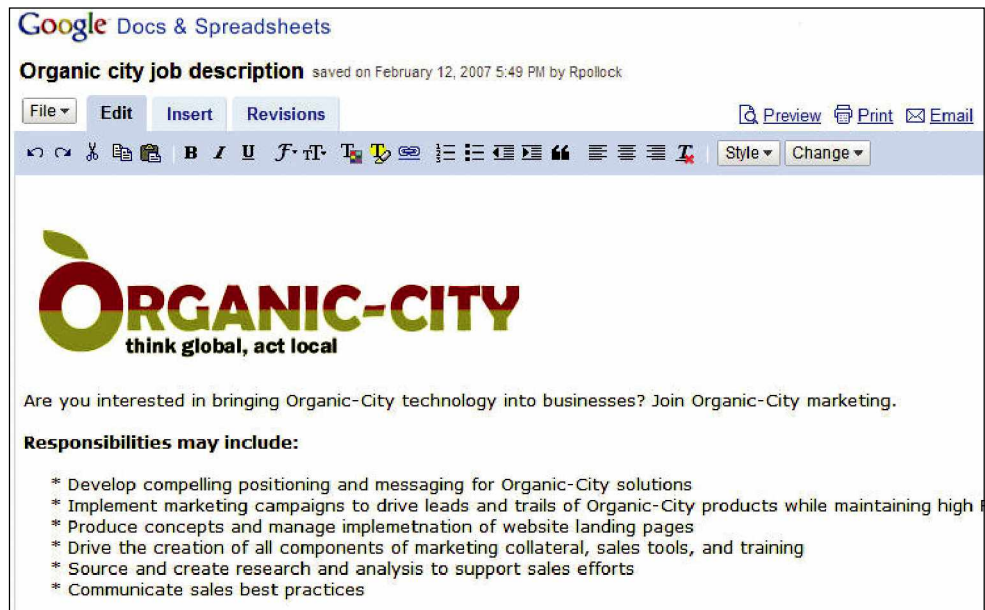 Google Docs & Spreadsheets
Organic city job description saved on February 12, 2007 5:49 PM by Rpollock
File Edit Insert Revisions Preview Print Email
B I U F T T T T Style Change
ORGANIC-CITY
think global, act local
Are you interested in bringing Organic-City technology into businesses? Join Organic-City marketing.
Responsibilities may include:
* Develop compelling positioning and messaging for Organic-City solutions
* Implement marketing campaigns to drive leads and trails of Organic-City products while maintaining high
* Produce concepts and manage implemetnation of website landing pages
* Drive the creation of all components of marketing collateral, sales tools, and training
* Source and create research and analysis to support sales efforts
* Communicate sales best practices